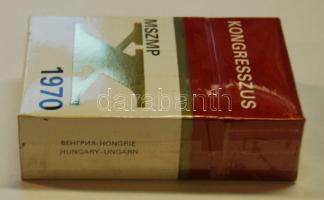 KONGRESSZUS
MSZMP
1970
ВЕНГРИЯ-HONGRIE
HUNGARY-UNGARN
darabanth